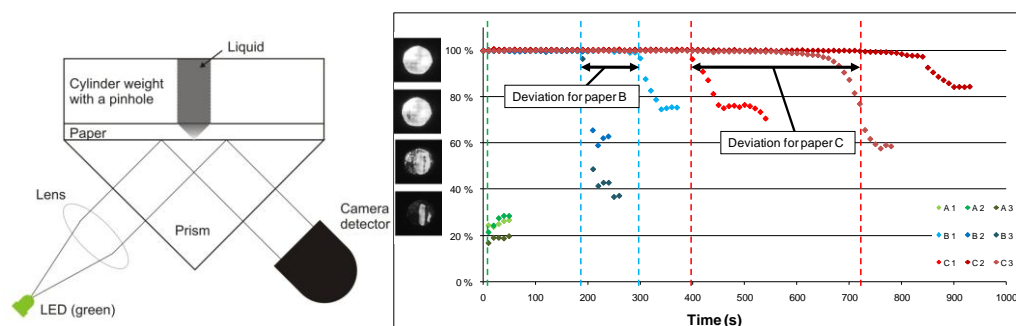 Liquid
Cylinder weight
with a pinhole
Paper
Lens
Prism
Camera
detector
LED (green)
100 %
80 %
60 %
40 %
20 %
0 %
Deviation for paper B
Deviation for paper C
A 1 A 2 A 3
B 1 B 2 B 3
C 1 C 2 C 3
0 100 200 300 400 500 600 700 800 900 1000
Time (s)